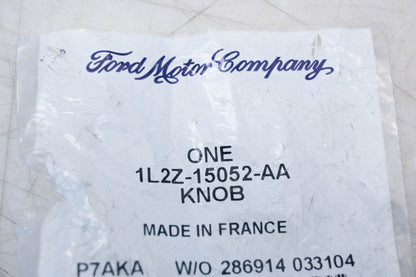 Ford Motor Company
ONE
1L2Z-15052-AA
KNOB
MADE IN FRANCE
P7AKA W/O 286914 033104